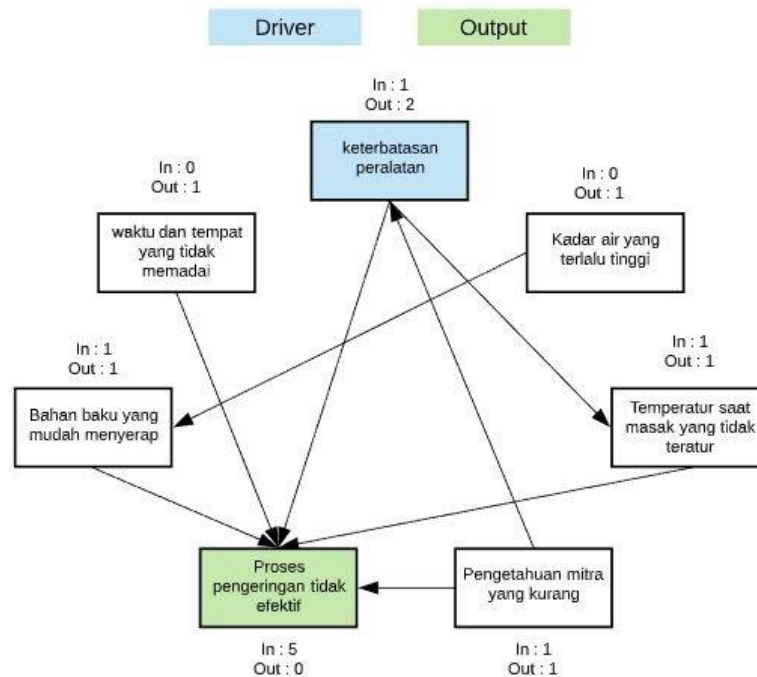 Driver
Output
In : 1
Out : 2
keterbatasan
peralatan
In : 0
Out : 1
waktu dan tempat
yang tidak
memadai
In : 0
Out : 1
Kadar air yang
terlalu tinggi
In : 1
Out : 1
Bahan baku yang
mudah menyerap
In : 1
Out : 1
Temperatur saat
masak yang tidak
teratur
Proses
pengeringan tidak
efektif
In : 5
Out : 0
Pengetahuan mitra
yang kurang
In : 1
Out : 1